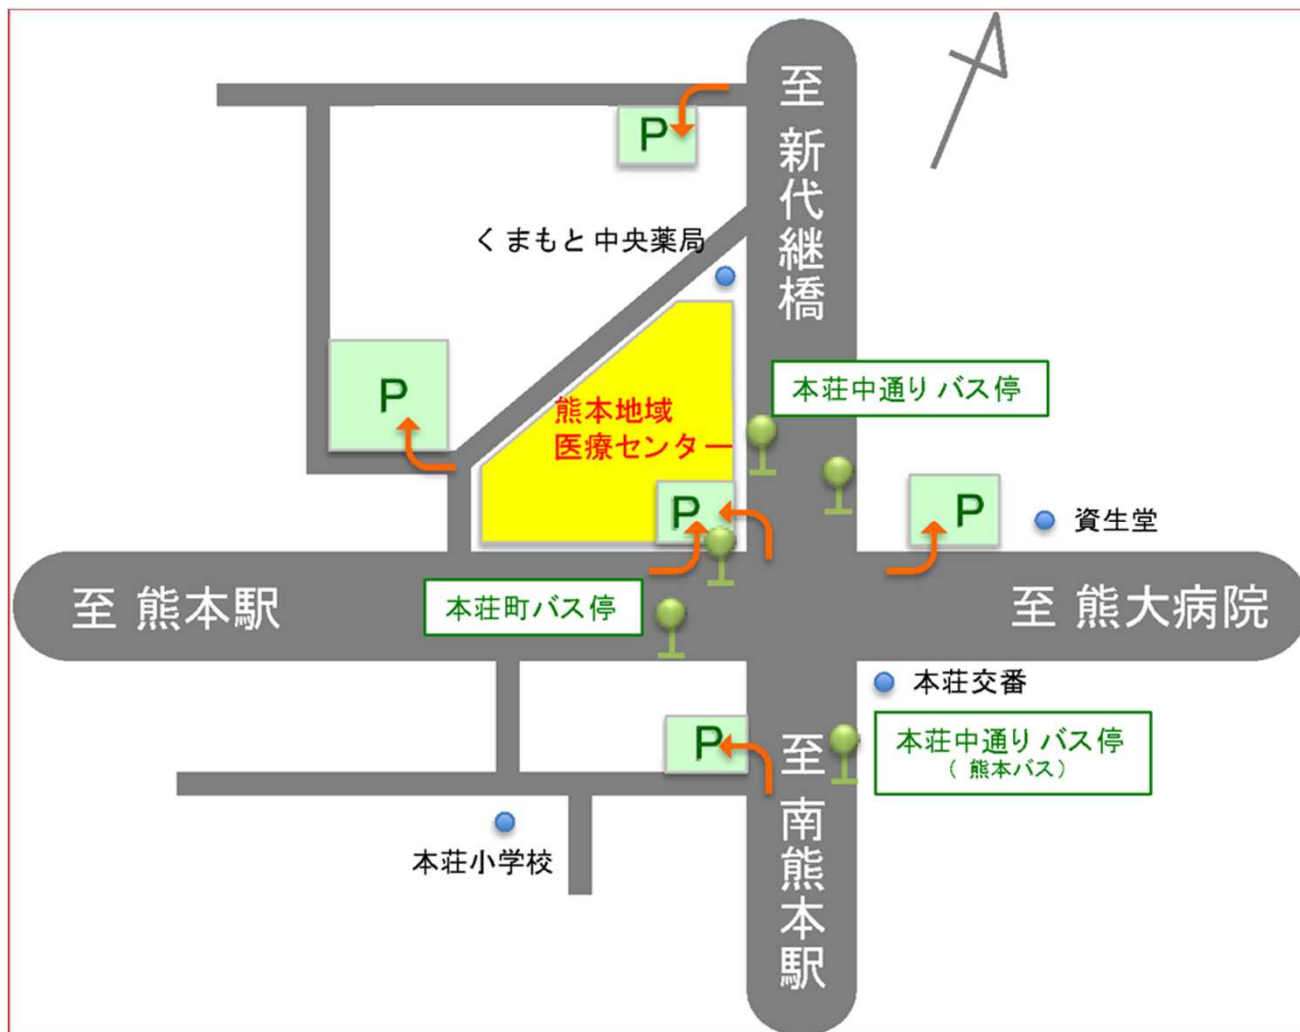 至 新代継橋
P
くまもと中央薬局
P
本荘中通り バス停
熊本地域
医療センター
P
P
資生堂
至 熊本駅
本荘町バス停
至 熊大病院
本荘交番
P
至 南熊本駅
本荘中通り バス停
( 熊本バス)
本荘小学校